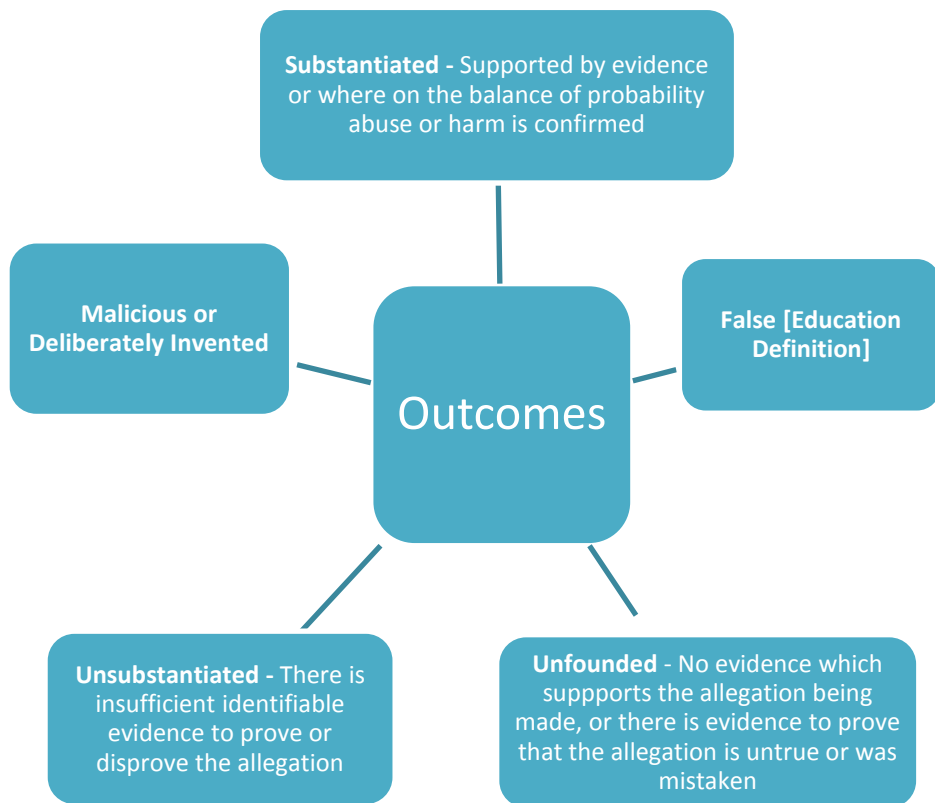 Substantiated - Supported by evidence
or where on the balance of probability
abuse or harm is confirmed
Malicious or
Deliberately Invented
False [Education
Definition]
Outcomes
Unsubstantiated - There is
insufficient identifiable
evidence to prove or
disprove the allegation
Unfounded - No evidence which
suppports the allegation being
made, or there is evidence to prove
that the allegation is untrue or was
mistaken